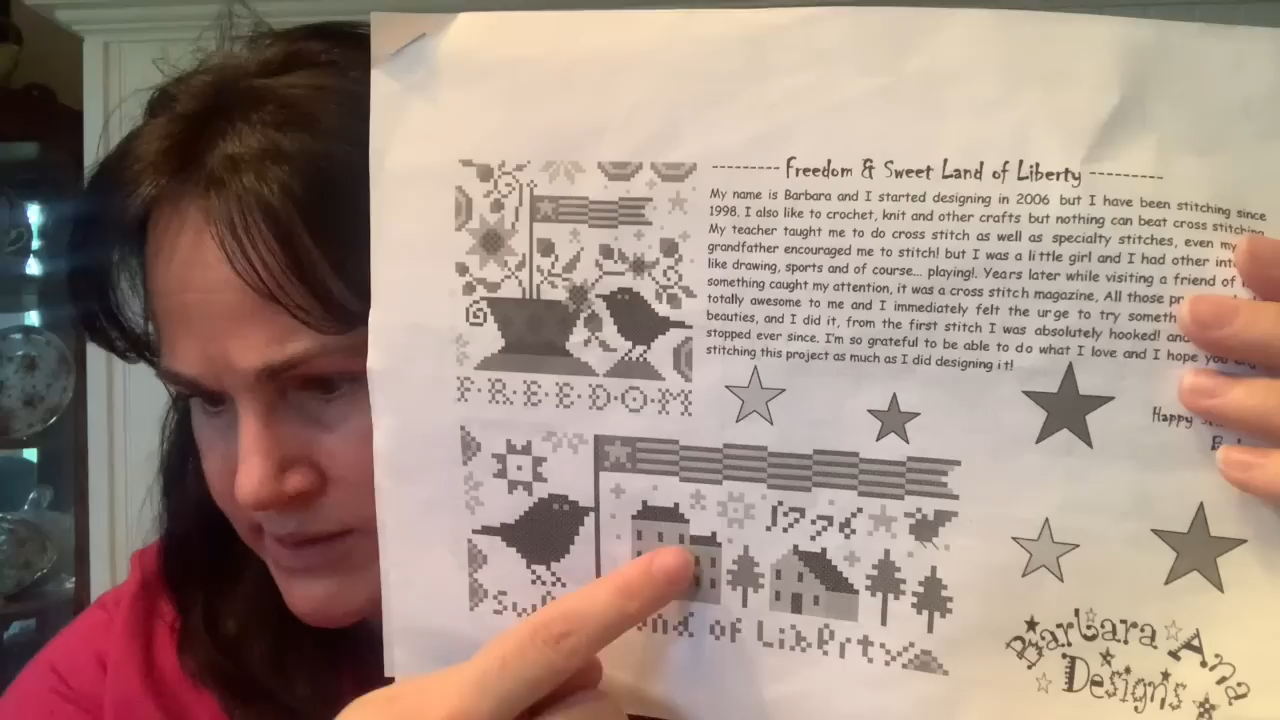 Freedom & Sweet Land of Liberty
My name is Barbara and I started designing in 2006 but I have been stitching since
1998. I also like to crochet, knit and other crafts but nothing can beat cross stitching.
My teacher taught me to do cross stitch as well as specialty stitches, even my
grandfather encouraged me to stitch! but I was a little girl and I had other
like drawing, sports and of course... playing!. Years later while visiting a friend of
something caught my attention, it was a cross stitch magazine, All those
totally awesome to me and I immediately felt the urge to try
beauties, and I did it, from the first stitch I was absolutely hooked!
stopped ever since. I'm so grateful to be able to do what I love and I hope you
stitching this project as much as I did designing it!
Happy
FREEDOM
1776
of Liberty
Barbara Ana
Designs